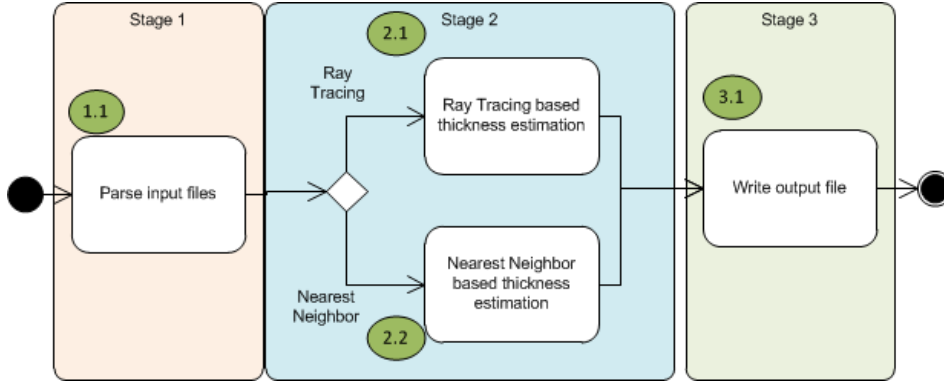 Stage 1
Stage 2
Stage 3
2.1
Ray
Tracing
1.1
3.1
Ray Tracing based
thickness estimation
Parse input files
Write output file
Nearest Neighbor
based thickness
estimation
Nearest
Neighbor
2.2